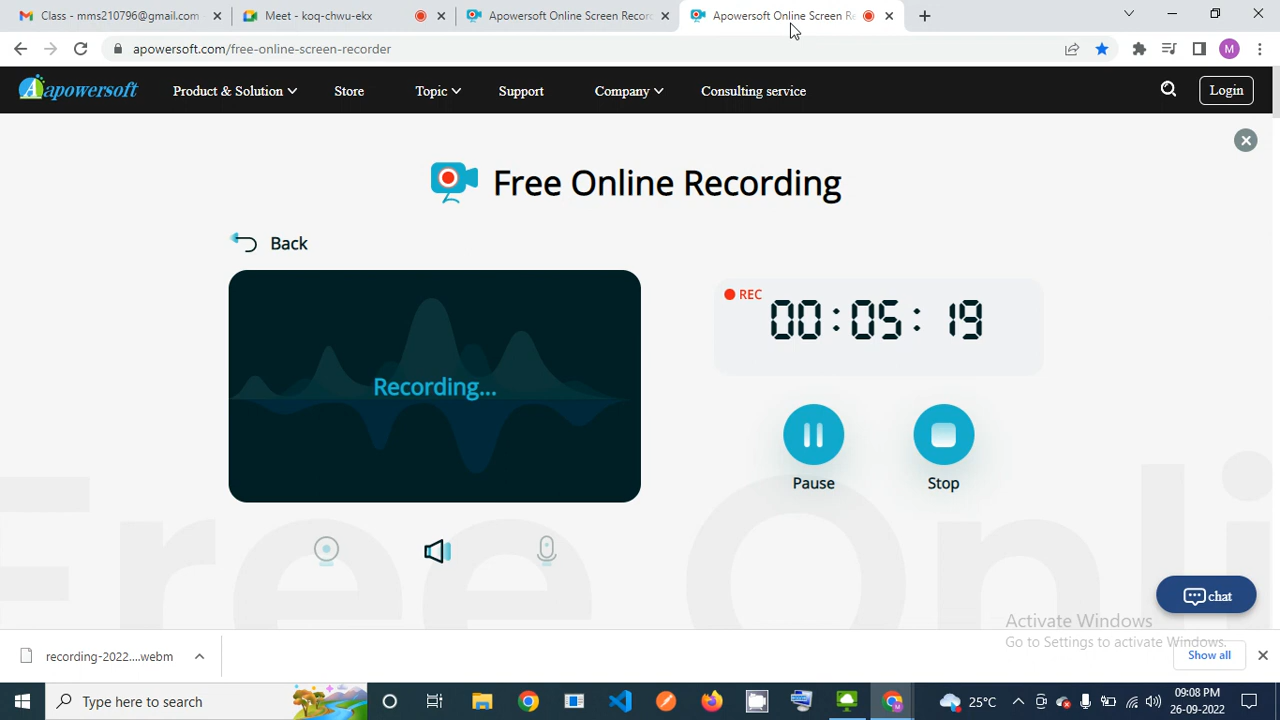 Class - mms210796@gmail.com
Meet - koq-chwu-ekx
Apowersoft Online Screen Recor
Apowersoft Online Screen Re
apowersoft.com/free-online-screen-recorder
M
Apowersoft
Product & Solution
Store
Topic
Support
Company
Consulting service
Login
Free Online Recording
Back
Recording...
REC
00:05:19
Pause
Stop
Free Onli
chat
Activate Windows
Go to Settings to activate Windows.
recording-2022....webm
Show all
Type here to search
25°C
09:08 PM
26-09-2022